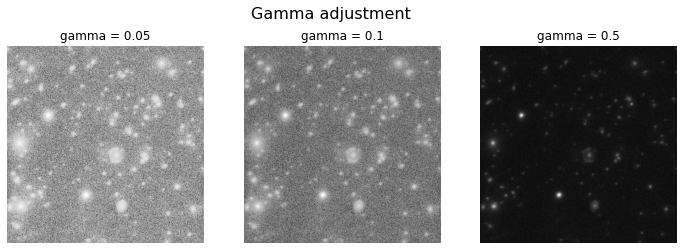 Gamma adjustment
gamma = 0.05
gamma = 0.1
gamma = 0.5